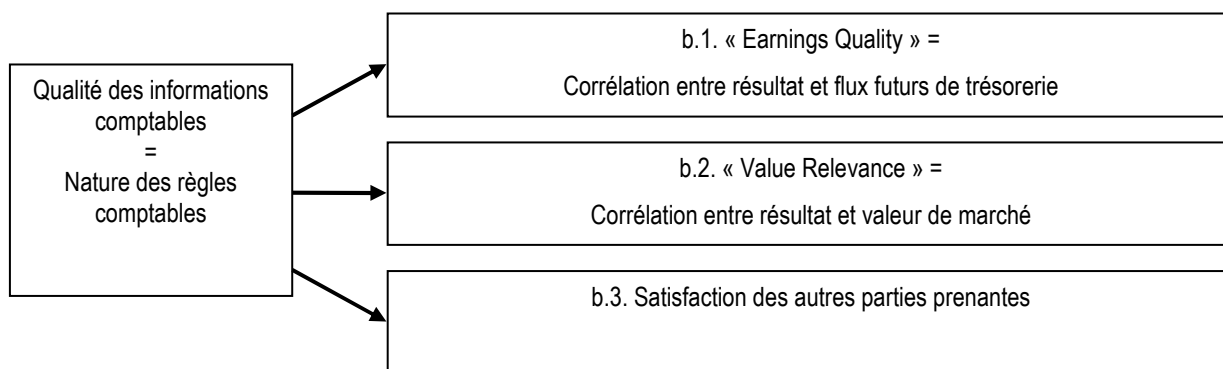 Qualité des informations
comptables
=
Nature des règles
comptables
b.1. « Earnings Quality » =
Corrélation entre résultat et flux futurs de trésorerie
b.2. « Value Relevance » =
Corrélation entre résultat et valeur de marché
b.3. Satisfaction des autres parties prenantes